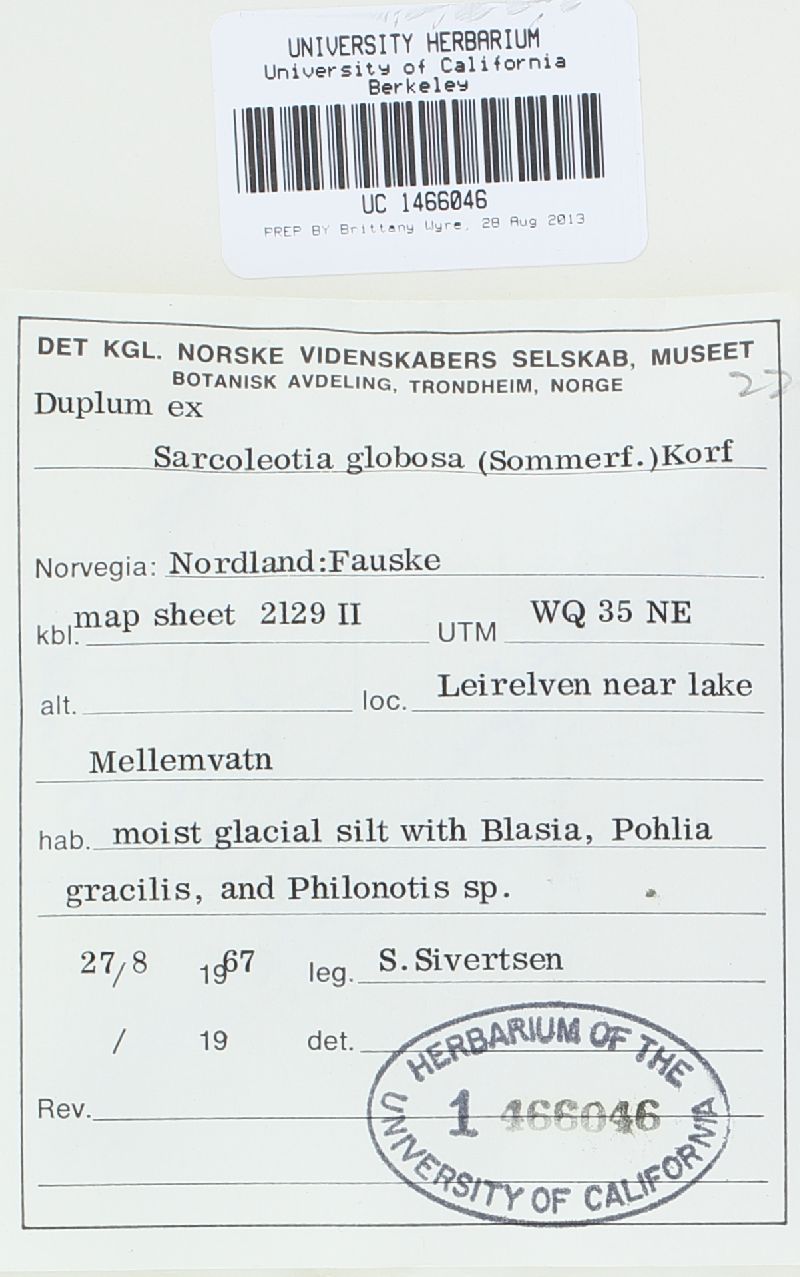 UNIVERSITY HERBARIUM
University of California
Berkeley
UC 1466046
PREP BY Brittany Wyre, 28 Aug 2013
DET KGL. NORSKE VIDENSKABERS SELSKAB, MUSEET
BOTANISK AVDELING, TRONDHEIM, NORGE
Duplum ex
Sarcoleotia globosa (Sommerf.)Korf
Norvegia: Nordland:Fauske
kbl. map sheet 2129 II UTM WQ 35 NE
alt. loc. Leirelven near lake
Mellemvatn
hab. moist glacial silt with Blasia, Pohlia
gracilis, and Philonotis sp.
27/8 1967 leg. S. Sivertsen
/ 19 det.
Rev.
HERBARIUM OF THE
1 466046
UNIVERSITY OF CALIFORNIA